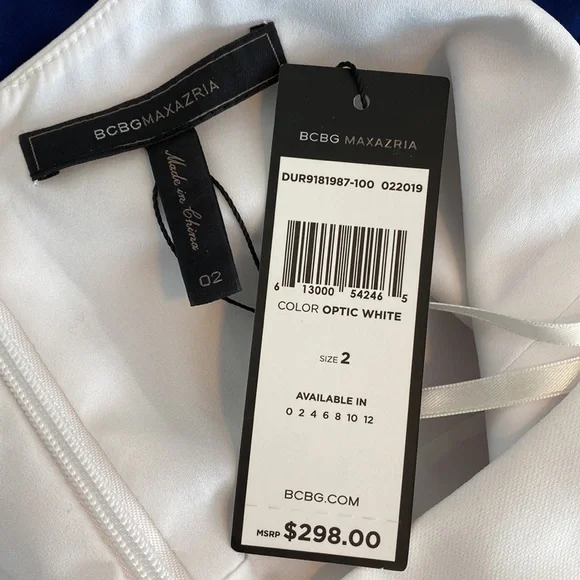 BCBGMAXAZRIA
Made in China
02
BCBG MAXAZRIA
DUR9181987-100 022019
6 13000 54246 5
COLOR OPTIC WHITE
SIZE 2
AVAILABLE IN
0 2 4 6 8 10 12
BCBG.COM
MSRP $298.00